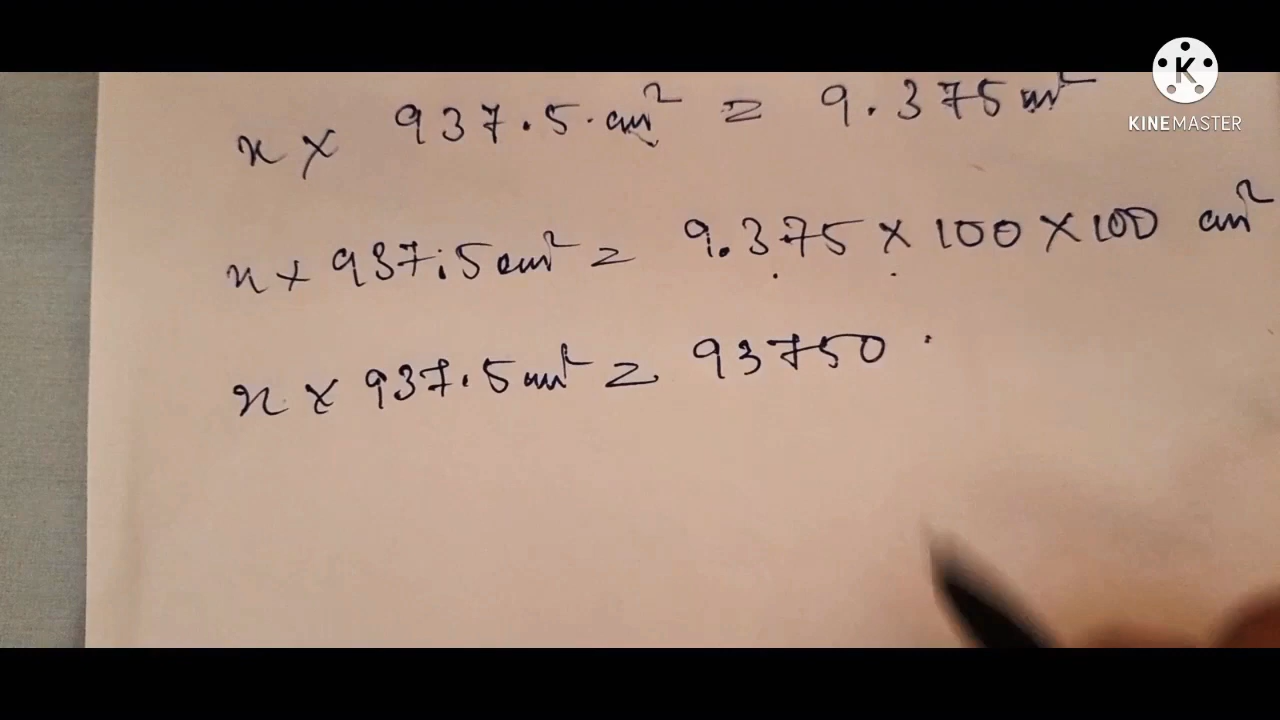 K
KINEMASTER
n × 937.5 cm² = 9.375 m²
n × 937.5 cm² = 9.375 × 100 × 100 cm²
n × 937.5 cm² = 93750